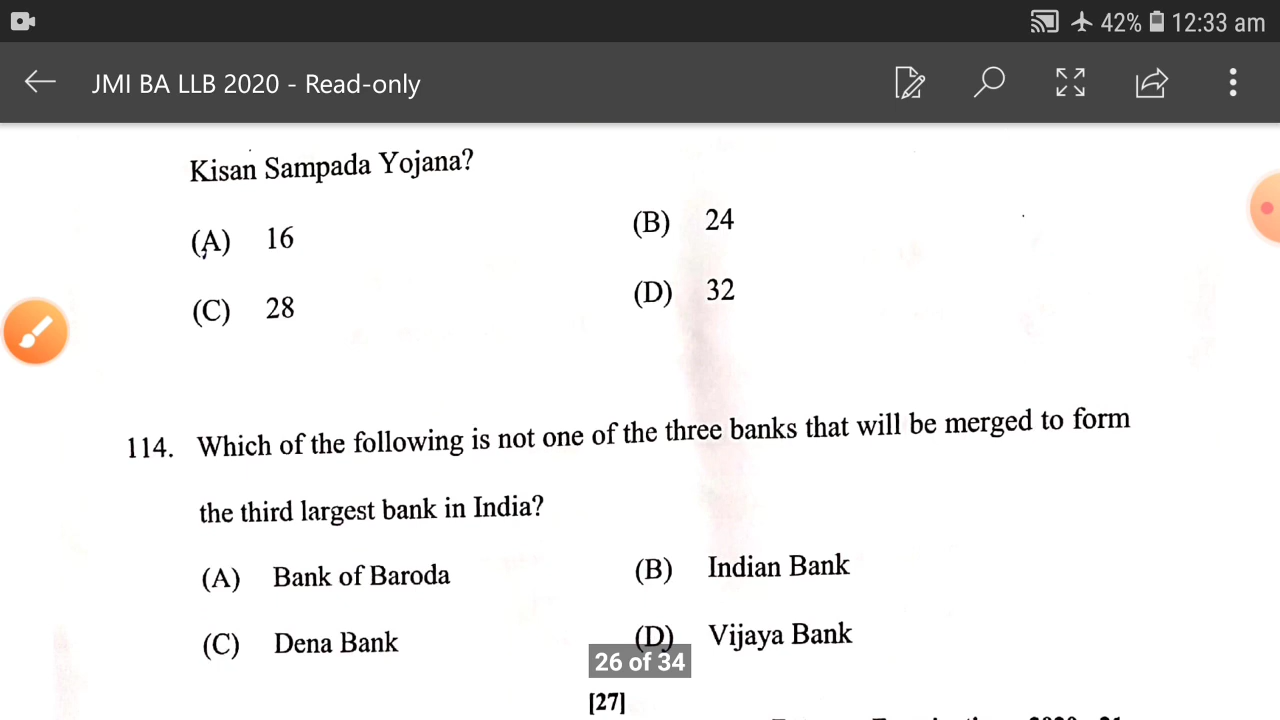 42% 12:33 am
JMI BA LLB 2020 - Read-only
Kisan Sampada Yojana?
(A) 16 (B) 24
(C) 28 (D) 32
114. Which of the following is not one of the three banks that will be merged to form
the third largest bank in India?
(A) Bank of Baroda (B) Indian Bank
(C) Dena Bank (D) Vijaya Bank
26 of 34
[27]